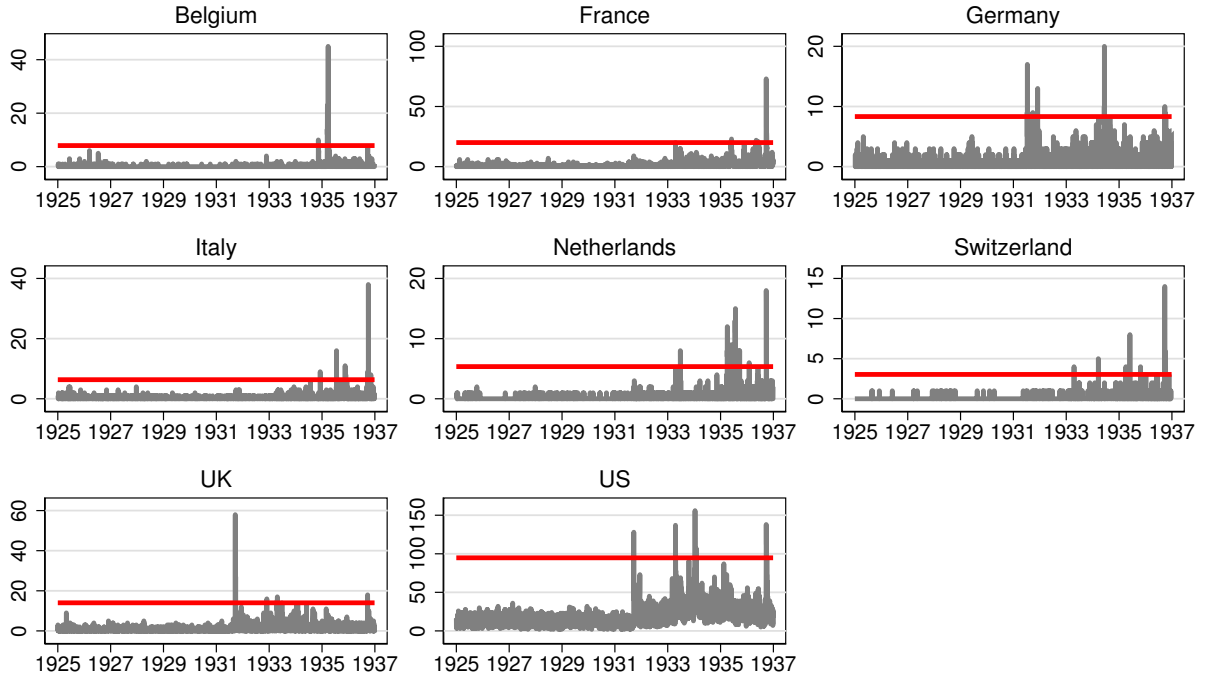 Belgium
0 20 40
1925 1927 1929 1931 1933 1935 1937
France
0 50 100
1925 1927 1929 1931 1933 1935 1937
Germany
0 10 20
1925 1927 1929 1931 1933 1935 1937
Italy
0 20 40
1925 1927 1929 1931 1933 1935 1937
Netherlands
0 10 20
1925 1927 1929 1931 1933 1935 1937
Switzerland
0 5 10 15
1925 1927 1929 1931 1933 1935 1937
UK
0 20 40 60
1925 1927 1929 1931 1933 1935 1937
US
0 50 100 150
1925 1927 1929 1931 1933 1935 1937